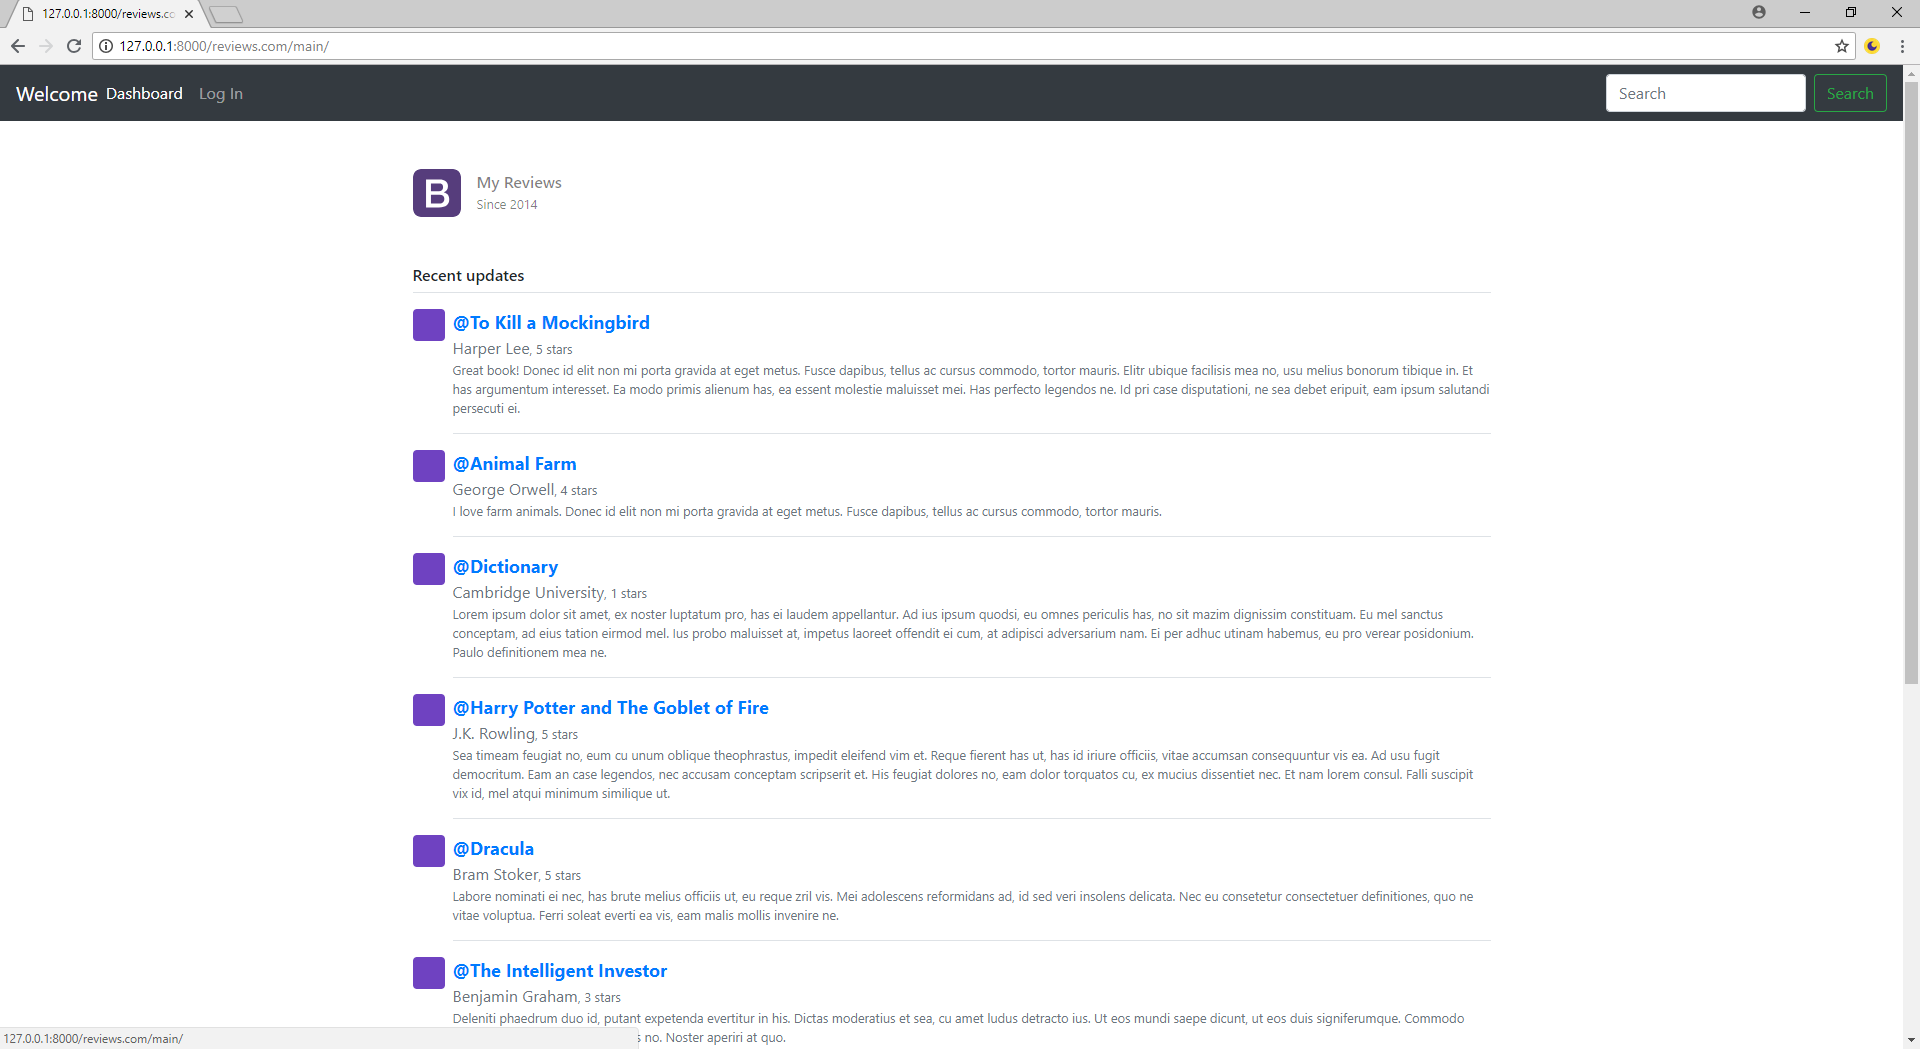 127.0.0.1:8000/reviews.co
127.0.0.1:8000/reviews.com/main/
Welcome Dashboard Log In Search Search
B
My Reviews
Since 2014
Recent updates
@To Kill a Mockingbird
Harper Lee, 5 stars
Great book! Donec id elit non mi porta gravida at eget metus. Fusce dapibus, tellus ac cursus commodo, tortor mauris. Elitr ubique facilisis mea no, usu melius bonorum tibique in. Et
has argumentum interesset. Ea modo primis alienum has, ea essent molestie maluisset mei. Has perfecto legendos ne. Id pri case disputationi, ne sea debet eripuit, eam ipsum salutandi
persecuti ei.
@Animal Farm
George Orwell, 4 stars
I love farm animals. Donec id elit non mi porta gravida at eget metus. Fusce dapibus, tellus ac cursus commodo, tortor mauris.
@Dictionary
Cambridge University, 1 stars
Lorem ipsum dolor sit amet, ex noster luptatum pro, has ei laudem appellantur. Ad ius ipsum quodsi, eu omnes periculis has, no sit mazim dignissim constituam. Eu mel sanctus
conceptam, ad eius tation eirmod mel. Ius probo maluisset at, impetus laoreet offendit ei cum, at adipisci adversarium nam. Ei per adhuc utinam habemus, eu pro verear posidonium.
Paulo definitionem mea ne.
@Harry Potter and The Goblet of Fire
J.K. Rowling, 5 stars
Sea timeam feugiat no, eum cu unum oblique theophrastus, impedit eleifend vim et. Reque fierent has ut, has id iriure officiis, vitae accumsan consequuntur vis ea. Ad usu fugit
democritum. Eam an case legendos, nec accusam conceptam scripserit et. His feugiat dolores no, eam dolor torquatos cu, ex mucius dissentiet nec. Et nam lorem consul. Falli suscipit
vix id, mel atqui minimum similique ut.
@Dracula
Bram Stoker, 5 stars
Labore nominati ei nec, has brute melius officiis ut, eu reque zril vis. Mei adolescens reformidans ad, id sed veri insolens delicata. Nec eu consetetur consectetuer definitiones, quo ne
vitae voluptua. Ferri soleat everti ea vis, eam malis mollis invenire ne.
@The Intelligent Investor
Benjamin Graham, 3 stars
Deleniti phaedrum duo id, putant expetenda evertitur in his. Dictas moderatius et sea, cu amet ludus detracto ius. Ut eos mundi saepe dicunt, ut eos duis signiferumque. Commodo
no. Noster aperiri at quo.
127.0.0.1:8000/reviews.com/main/